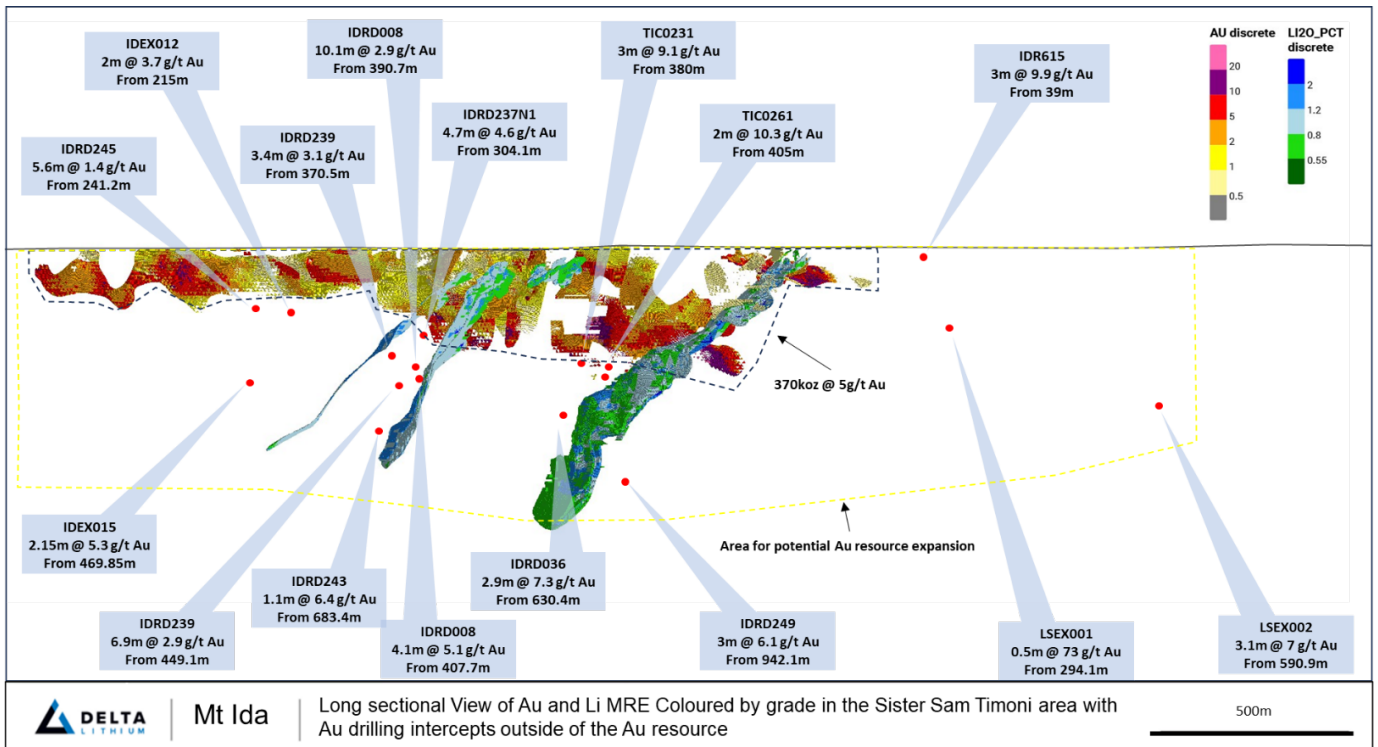 IDEX012
2m @ 3.7 g/t Au
From 215m
IDRD008
10.1m @ 2.9 g/t Au
From 390.7m
TIC0231
3m @ 9.1 g/t Au
From 380m
IDR615
3m @ 9.9 g/t Au
From 39m
AU discrete
20
10
5
2
1
0.5
LI2O_PCT
discrete
2
1.2
0.8
0.55
IDRD245
5.6m @ 1.4 g/t Au
From 241.2m
IDRD239
3.4m @ 3.1 g/t Au
From 370.5m
IDRD237N1
4.7m @ 4.6 g/t Au
From 304.1m
TIC0261
2m @ 10.3 g/t Au
From 405m
370koz @ 5g/t Au
Area for potential Au resource expansion
IDEX015
2.15m @ 5.3 g/t Au
From 469.85m
IDRD243
1.1m @ 6.4 g/t Au
From 683.4m
IDRD036
2.9m @ 7.3 g/t Au
From 630.4m
IDRD239
6.9m @ 2.9 g/t Au
From 449.1m
IDRD008
4.1m @ 5.1 g/t Au
From 407.7m
IDRD249
3m @ 6.1 g/t Au
From 942.1m
LSEX001
0.5m @ 73 g/t Au
From 294.1m
LSEX002
3.1m @ 7 g/t Au
From 590.9m
DELTA
LITHIUM
Mt Ida
Long sectional View of Au and Li MRE Coloured by grade in the Sister Sam Timoni area with
Au drilling intercepts outside of the Au resource
500m